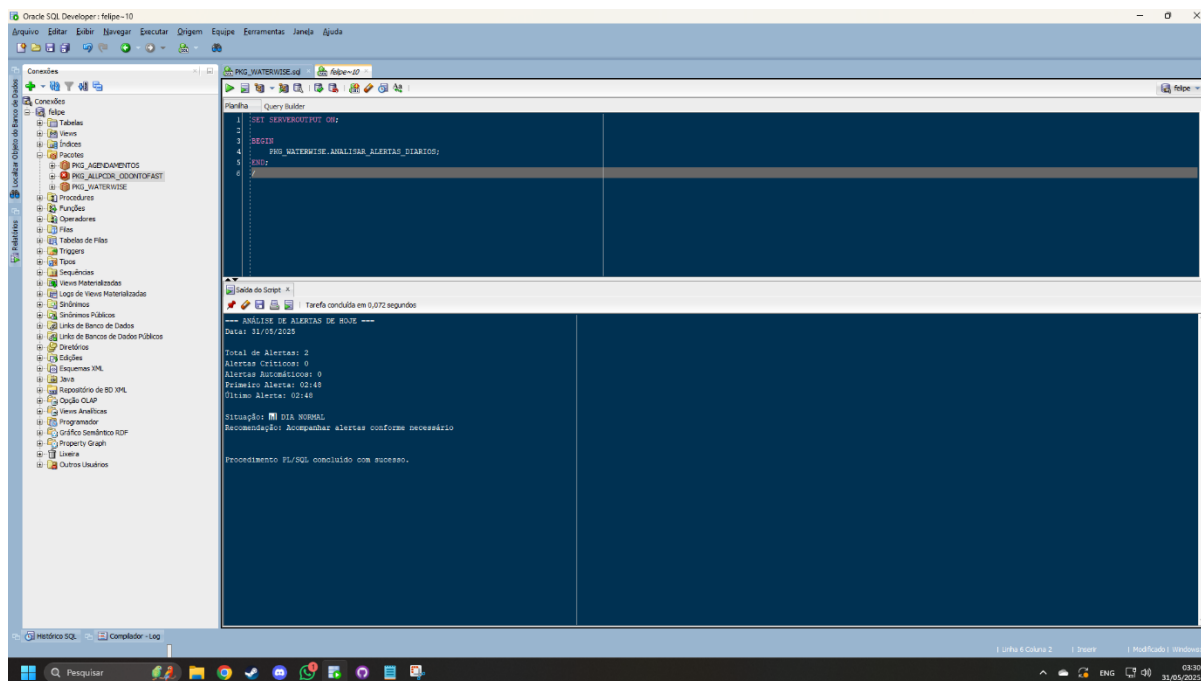 Oracle SQL Developer : felipe~10
Arquivo Editar Exibir Navegar Executar Origem Equipe Ferramentas Janela Ajuda
Conexões
PKG_WATERWISE.sql
felipe~10
felipe
Planilha Query Builder
Localizar Objeto do Banco de Dados
Relatórios
Conexões
felipe
Tabelas
Views
Índices
Pacotes
PKG_AGENDAMENTOS
PKG_ALLPCDR_ODONTOFAST
PKG_WATERWISE
Procedures
Funções
Operadores
Filas
Tabelas de Filas
Triggers
Tipos
Sequências
Views Materializadas
Logs de Views Materializadas
Sinônimos
Sinônimos Públicos
Links de Banco de Dados
Links de Bancos de Dados Públicos
Diretórios
Edições
Esquemas XML
Java
Repositório de BD XML
Opção OLAP
Views Analíticas
Programador
Gráfico Semântico RDF
Property Graph
Lixeira
Outros Usuários
1 SET SERVEROUTPUT ON;
2
3 BEGIN
4 PKG_WATERWISE.ANALISAR_ALERTAS_DIARIOS;
5 END;
6 /
Saída do Script
Tarefa concluída em 0,072 segundos
=== ANÁLISE DE ALERTAS DE HOJE ===
Data: 31/05/2025
Total de Alertas: 2
Alertas Críticos: 0
Alertas Automáticos: 0
Primeiro Alerta: 02:48
Último Alerta: 02:48
Situação: 📊 DIA NORMAL
Recomendação: Acompanhar alertas conforme necessário
Procedimento PL/SQL concluído com sucesso.
Histórico SQL Compilador - Log
Linha 6 Coluna 2 Inserir Modificado Windows
Pesquisar
ENG
03:30
31/05/2025